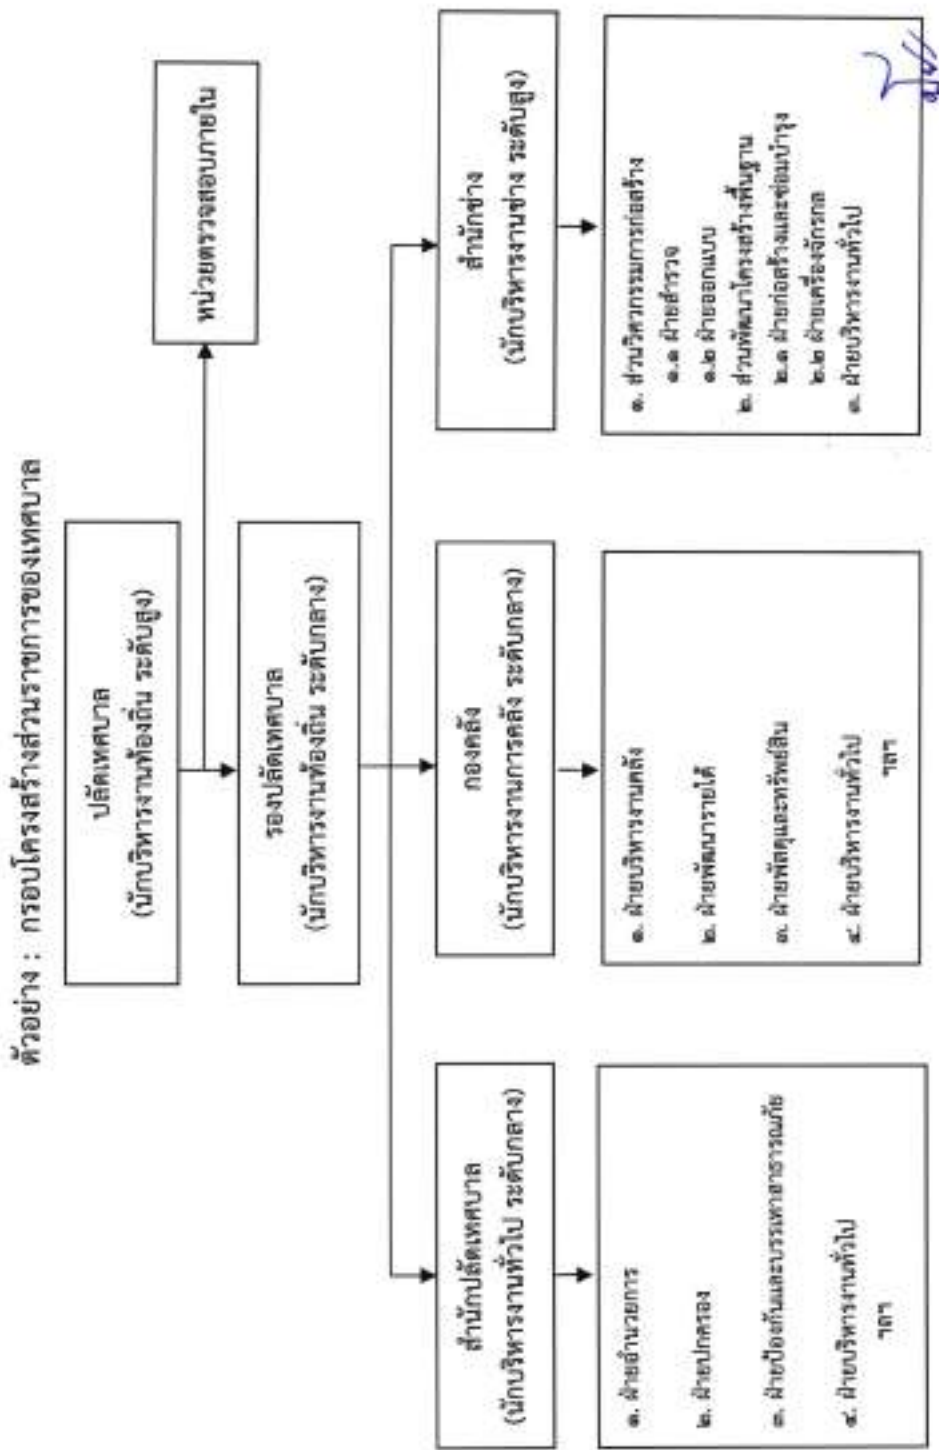 ตัวอย่าง : กรอบโครงสร้างส่วนราชการของเทศบาล
ปลัดเทศบาล
(นักบริหารงานท้องถิ่น ระดับสูง)
หน่วยตรวจสอบภายใน
รองปลัดเทศบาล
(นักบริหารงานท้องถิ่น ระดับกลาง)
สำนักปลัดเทศบาล
(นักบริหารงานทั่วไป ระดับกลาง)
กองคลัง
(นักบริหารงานการคลัง ระดับกลาง)
สำนักช่าง
(นักบริหารงานช่าง ระดับสูง)
๑. ฝ่ายอำนวยการ
๒. ฝ่ายปกครอง
๓. ฝ่ายป้องกันและบรรเทาสาธารณภัย
๔. ฝ่ายบริหารงานทั่วไป
ฯลฯ
๑. ฝ่ายบริหารงานคลัง
๒. ฝ่ายพัฒนารายได้
๓. ฝ่ายพัสดุและทรัพย์สิน
๔. ฝ่ายบริหารงานทั่วไป
ฯลฯ
๑. ส่วนวิศวกรรมการก่อสร้าง
๑.๑ ฝ่ายสำรวจ
๑.๒ ฝ่ายออกแบบ
๒. ส่วนพัฒนาโครงสร้างพื้นฐาน
๒.๑ ฝ่ายก่อสร้างและซ่อมบำรุง
๒.๒ ฝ่ายเครื่องจักรกล
๓. ฝ่ายบริหารงานทั่วไป